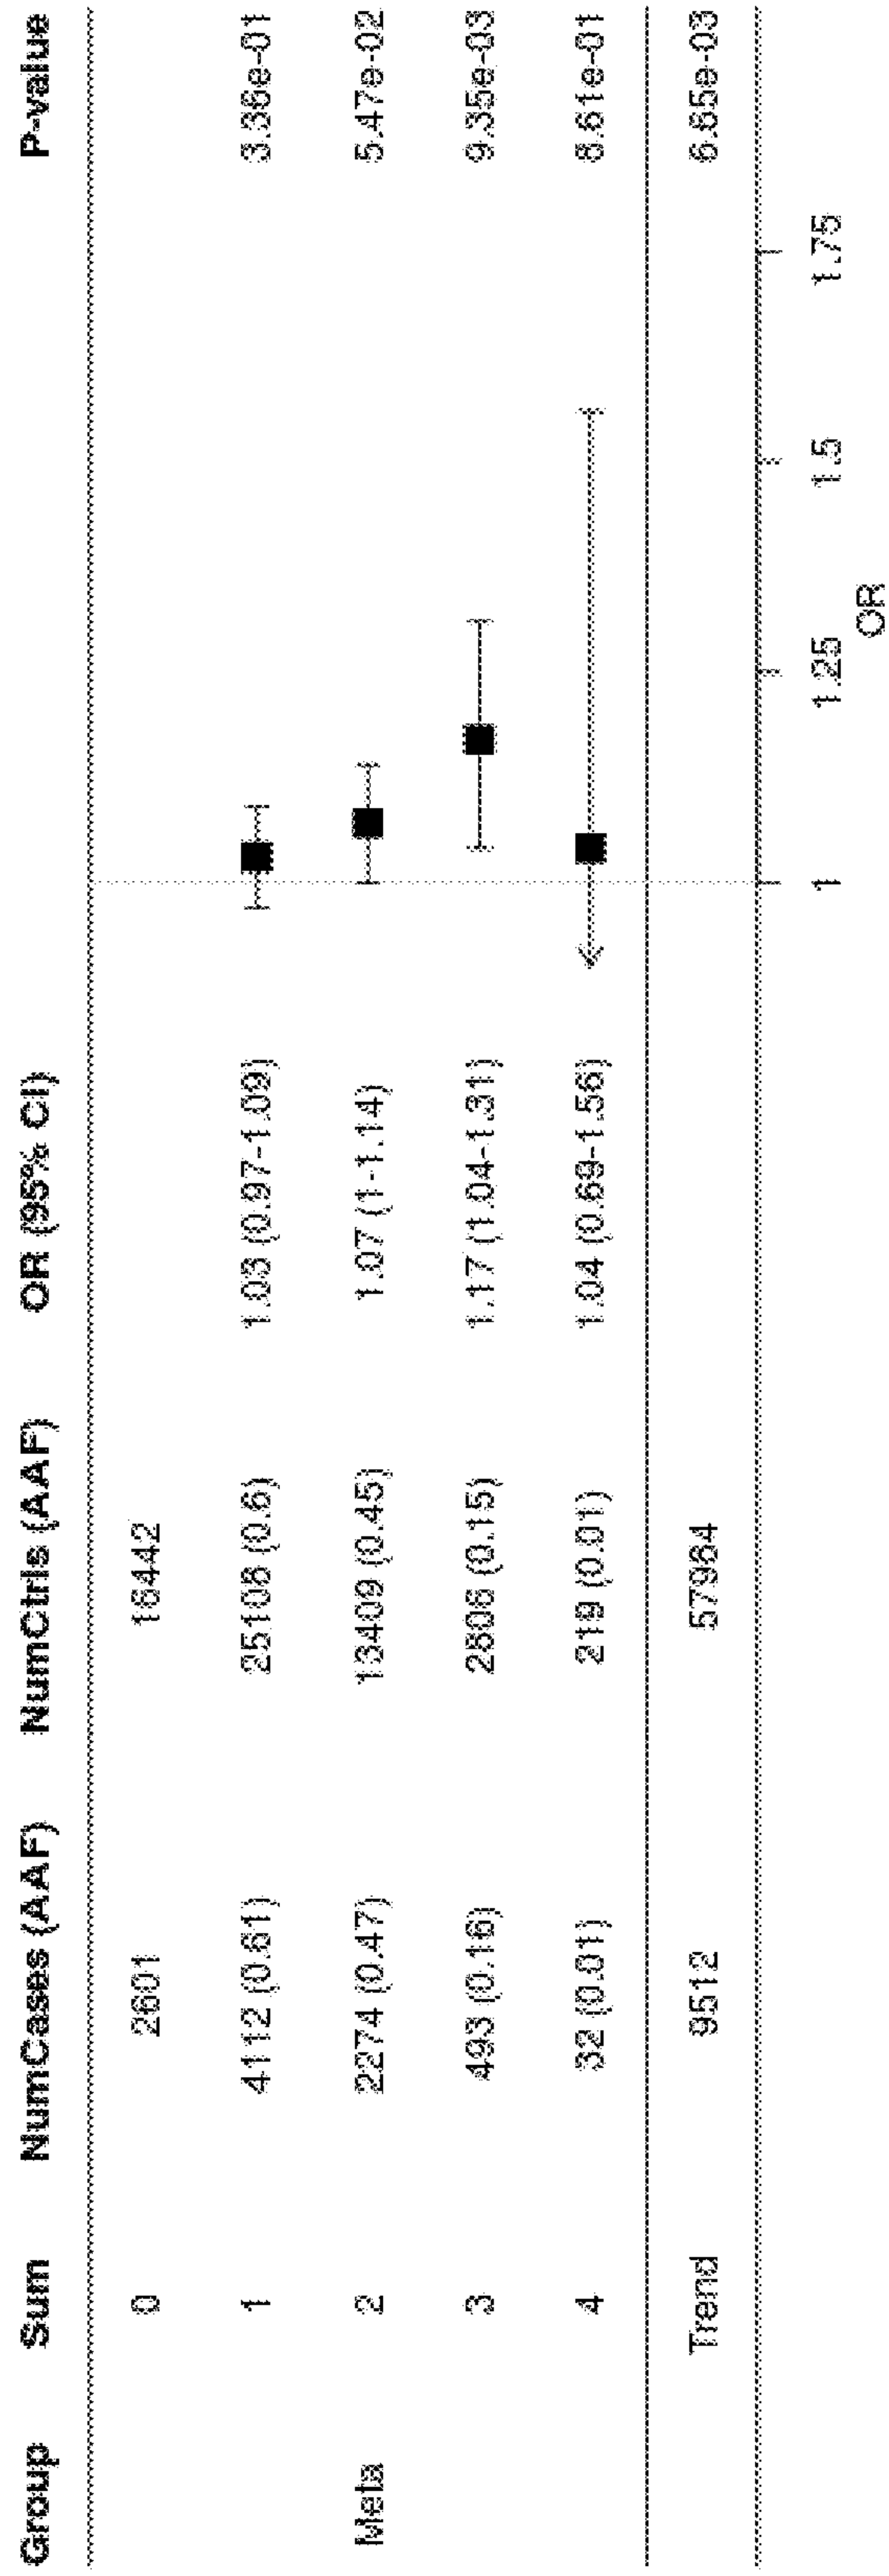 Group Sum NumCases (AAF) NumCtrls (AAF) OR (95% CI) P-value
0 2601 16442
1 4112 (0.61) 25108 (0.6) 1.03 (0.97-1.09) 3.36e-01
Meta 2 2274 (0.47) 13409 (0.45) 1.07 (1-1.14) 5.47e-02
3 493 (0.16) 2806 (0.15) 1.17 (1.04-1.31) 9.35e-03
4 32 (0.01) 219 (0.01) 1.04 (0.69-1.56) 8.61e-01
Trend 9512 57984 6.65e-03
1 1.25 1.5 1.75
OR